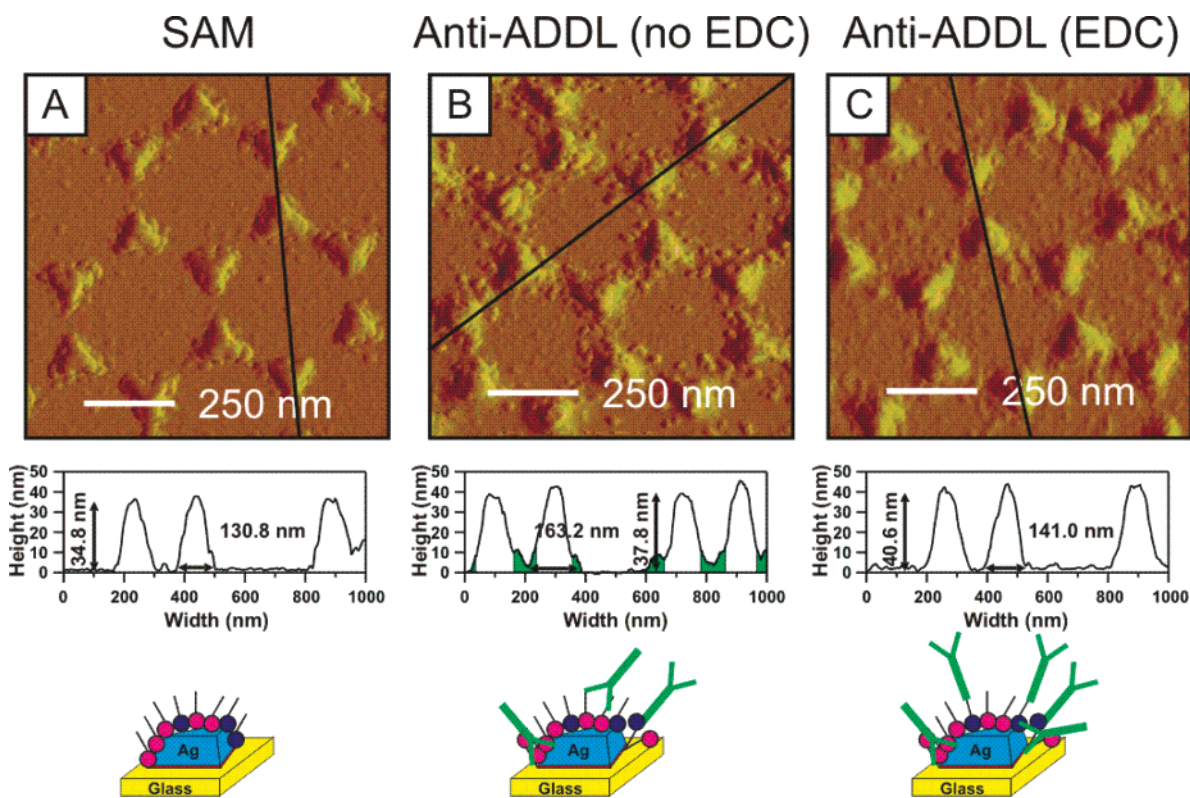 SAM
Anti-ADDL (no EDC)
Anti-ADDL (EDC)
A
B
C
250 nm
250 nm
250 nm
Height (nm)
50
40
30
20
10
0
34.8 nm
130.8 nm
0 200 400 600 800 1000
Width (nm)
Height (nm)
50
40
30
20
10
0
163.2 nm
37.8 nm
0 200 400 600 800 1000
Width (nm)
Height (nm)
50
40
30
20
10
0
40.6 nm
141.0 nm
0 200 400 600 800 1000
Width (nm)
Ag
Glass
Ag
Glass
Ag
Glass